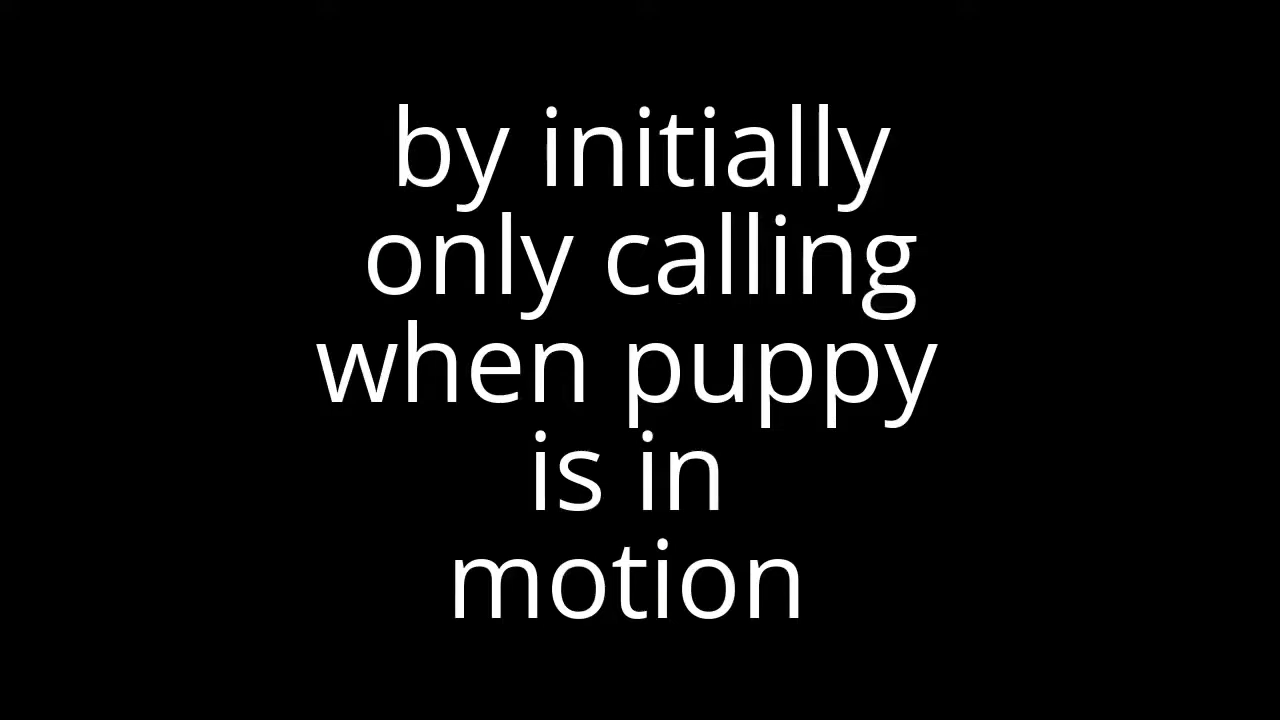 by initially
only calling
when puppy
is in
motion